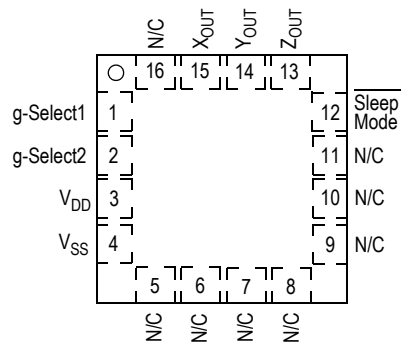 N/C
XOUT
YOUT
ZOUT
16
15
14
13
g-Select1
1
12
Sleep
Mode
g-Select2
2
11
N/C
VDD
3
10
N/C
VSS
4
9
N/C
5
6
7
8
N/C
N/C
N/C
N/C